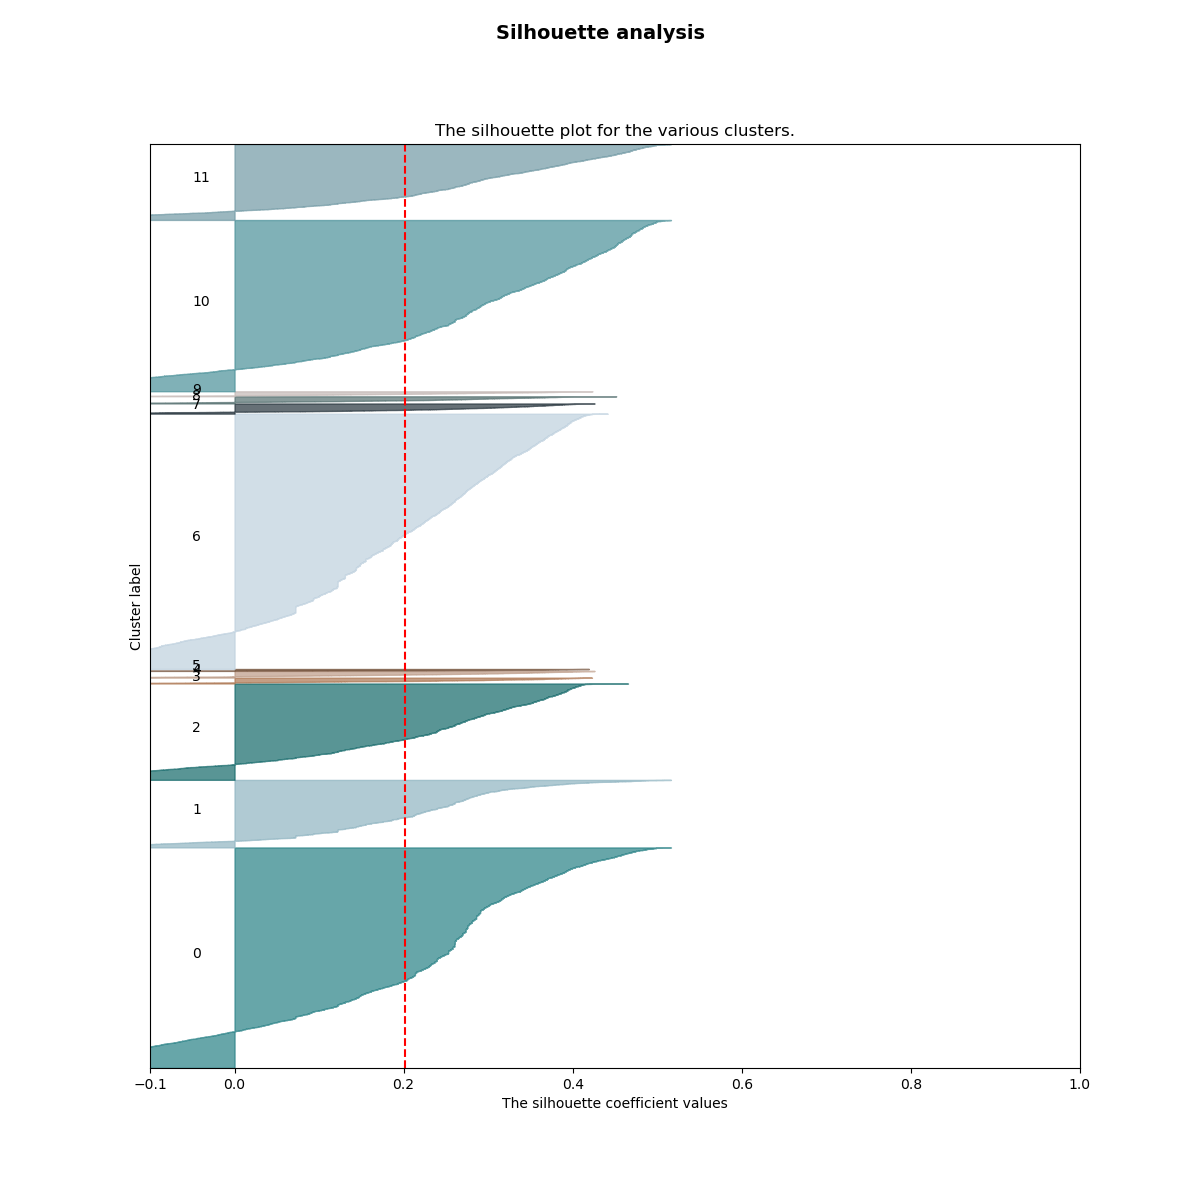 Silhouette analysis
The silhouette plot for the various clusters.
11
10
9
8
7
6
5
4
3
2
1
0
Cluster label
−0.1 0.0 0.2 0.4 0.6 0.8 1.0
The silhouette coefficient values